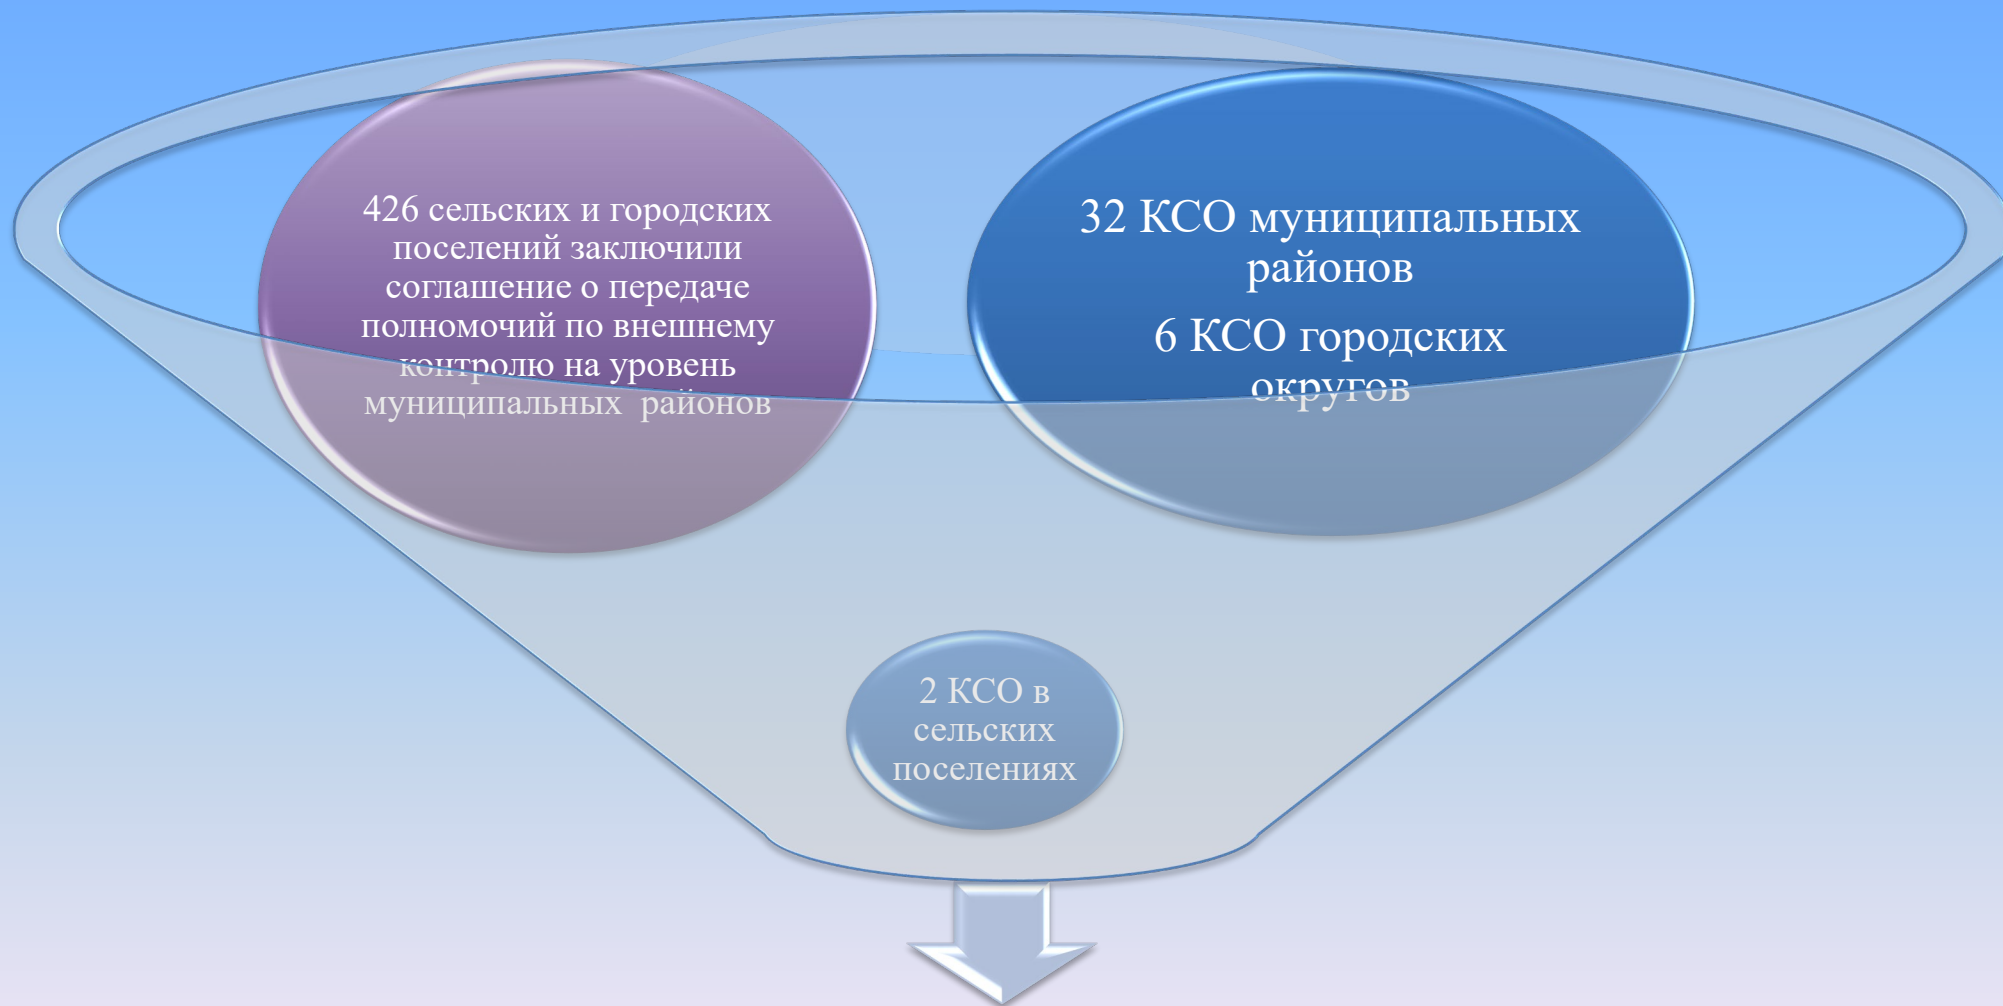 426 сельских и городских
поселений заключили
соглашение о передаче
полномочий по внешнему
контролю на уровень
муниципальных районов
32 КСО муниципальных
районов
6 КСО городских
округов
2 КСО в
сельских
поселениях